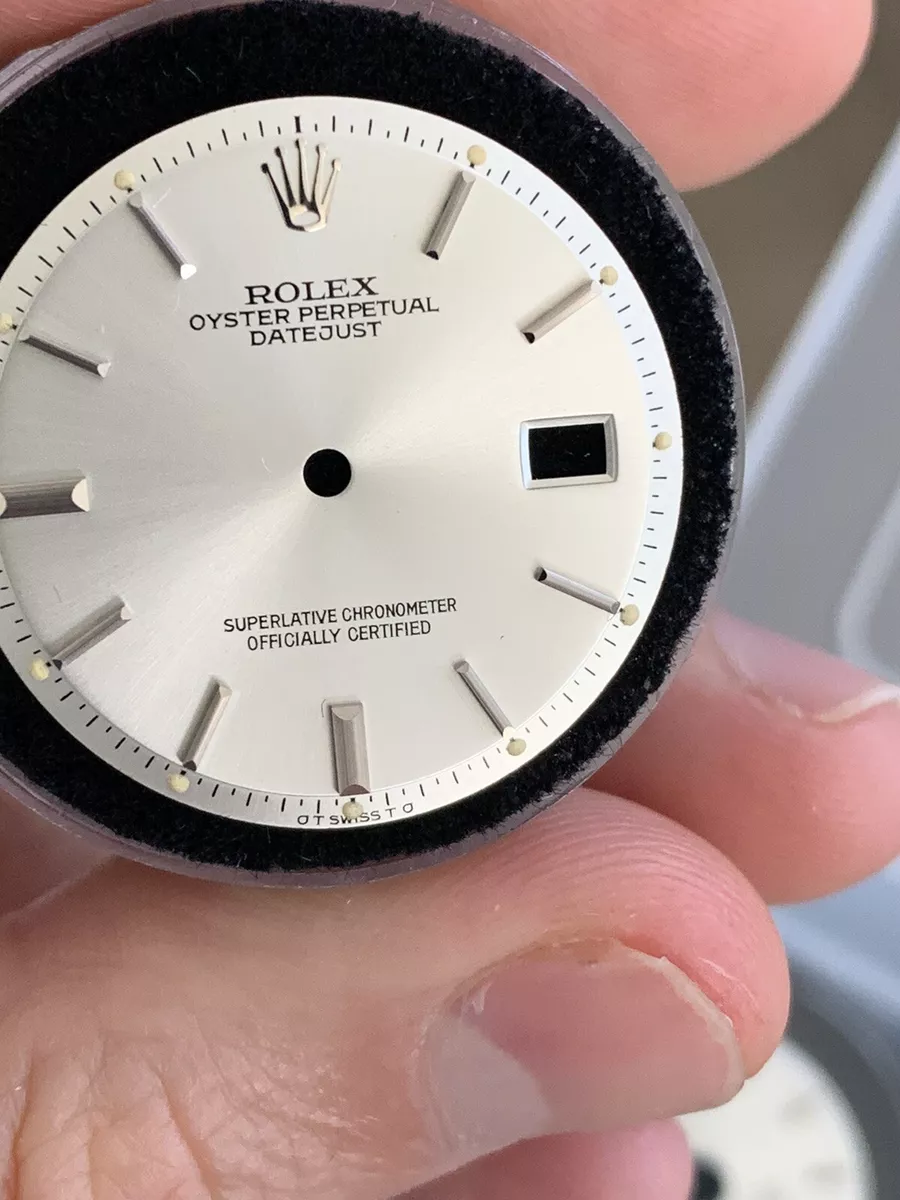 ROLEX
OYSTER PERPETUAL
DATEJUST
SUPERLATIVE CHRONOMETER
OFFICIALLY CERTIFIED
σ T SWISS T σ